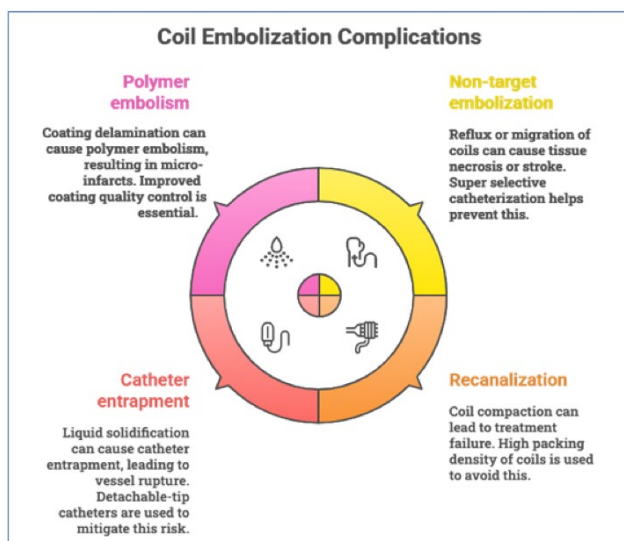 Coil Embolization Complications
Polymer
embolism
Coating delamination can
cause polymer embolism,
resulting in micro-
infarcts. Improved
coating quality control is
essential.
Non-target
embolization
Reflux or migration of
coils can cause tissue
necrosis or stroke.
Super selective
catheterization helps
prevent this.
Catheter
entrapment
Liquid solidification
can cause catheter
entrapment, leading to
vessel rupture.
Detachable-tip
catheters are used to
mitigate this risk.
Recanalization
Coil compaction can
lead to treatment
failure. High packing
density of coils is used
to avoid this.